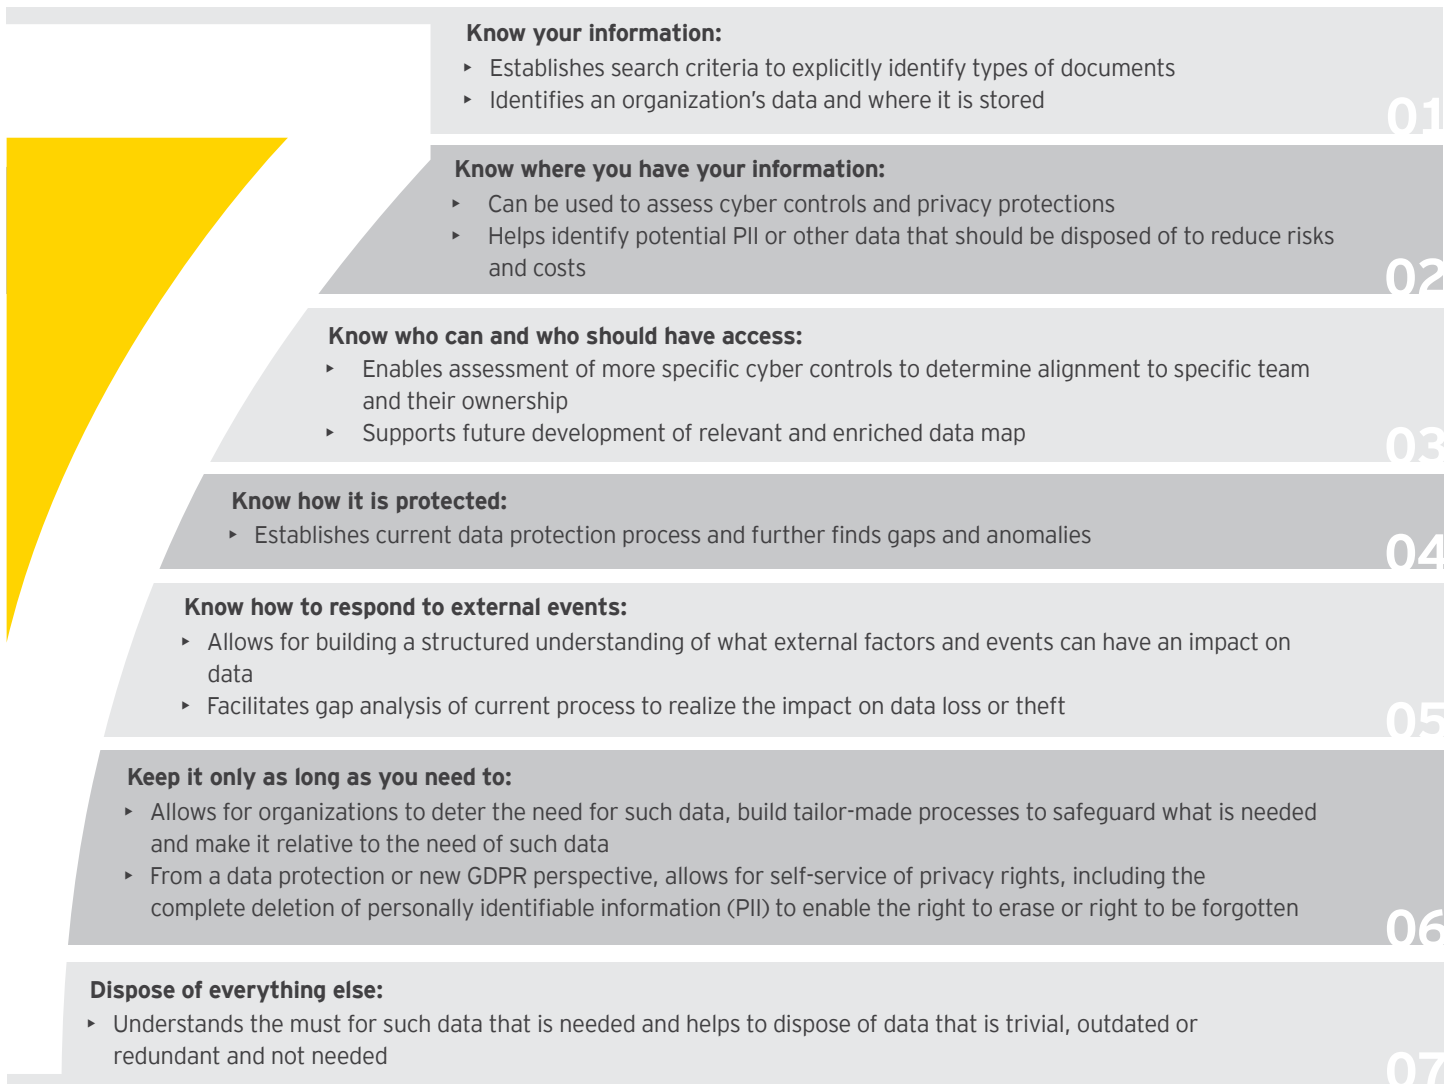 Know your information:
‣ Establishes search criteria to explicitly identify types of documents
‣ Identifies an organization’s data and where it is stored
01
Know where you have your information:
‣ Can be used to assess cyber controls and privacy protections
‣ Helps identify potential PII or other data that should be disposed of to reduce risks
and costs
02
Know who can and who should have access:
‣ Enables assessment of more specific cyber controls to determine alignment to specific team
and their ownership
‣ Supports future development of relevant and enriched data map
03
Know how it is protected:
‣ Establishes current data protection process and further finds gaps and anomalies
04
Know how to respond to external events:
‣ Allows for building a structured understanding of what external factors and events can have an impact on
data
‣ Facilitates gap analysis of current process to realize the impact on data loss or theft
05
Keep it only as long as you need to:
‣ Allows for organizations to deter the need for such data, build tailor-made processes to safeguard what is needed
and make it relative to the need of such data
‣ From a data protection or new GDPR perspective, allows for self-service of privacy rights, including the
complete deletion of personally identifiable information (PII) to enable the right to erase or right to be forgotten
06
Dispose of everything else:
‣ Understands the must for such data that is needed and helps to dispose of data that is trivial, outdated or
redundant and not needed
07